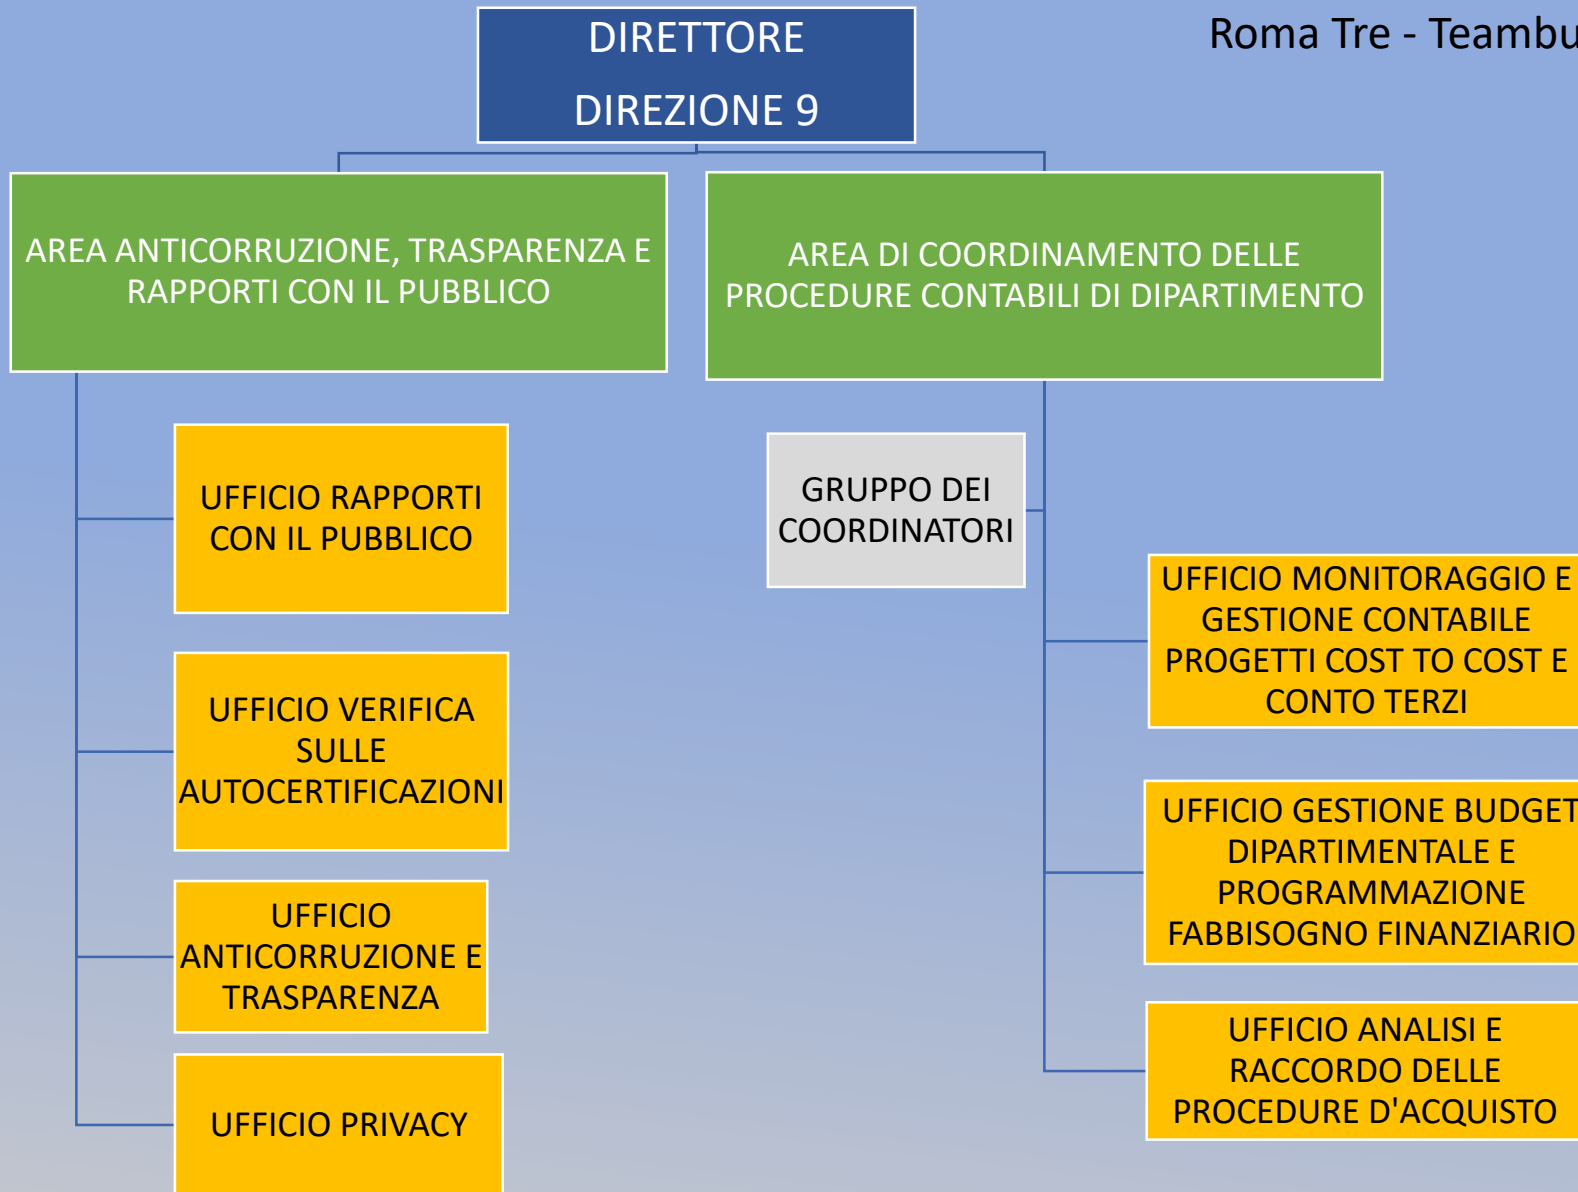 DIRETTORE
DIREZIONE 9
Roma Tre - Teambu
AREA ANTICORRUZIONE, TRASPARENZA E
RAPPORTI CON IL PUBBLICO
AREA DI COORDINAMENTO DELLE
PROCEDURE CONTABILI DI DIPARTIMENTO
UFFICIO RAPPORTI
CON IL PUBBLICO
UFFICIO VERIFICA
SULLE
AUTOCERTIFICAZIONI
UFFICIO
ANTICORRUZIONE E
TRASPARENZA
UFFICIO PRIVACY
GRUPPO DEI
COORDINATORI
UFFICIO MONITORAGGIO E
GESTIONE CONTABILE
PROGETTI COST TO COST E
CONTO TERZI
UFFICIO GESTIONE BUDGET
DIPARTIMENTALE E
PROGRAMMAZIONE
FABBISOGNO FINANZIARIO
UFFICIO ANALISI E
RACCORDO DELLE
PROCEDURE D'ACQUISTO